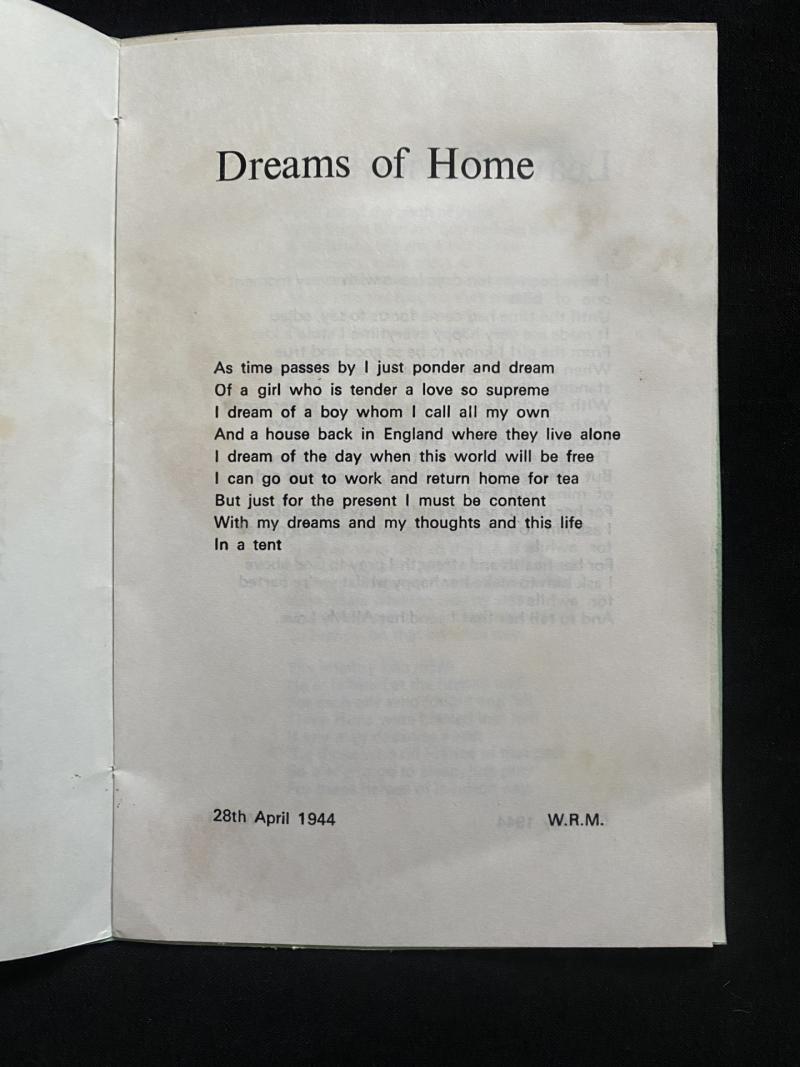 Dreams of Home
As time passes by I just ponder and dream
Of a girl who is tender a love so supreme
I dream of a boy whom I call all my own
And a house back in England where they live alone
I dream of the day when this world will be free
I can go out to work and return home for tea
But just for the present I must be content
With my dreams and my thoughts and this life
In a tent
28th April 1944 W.R.M.